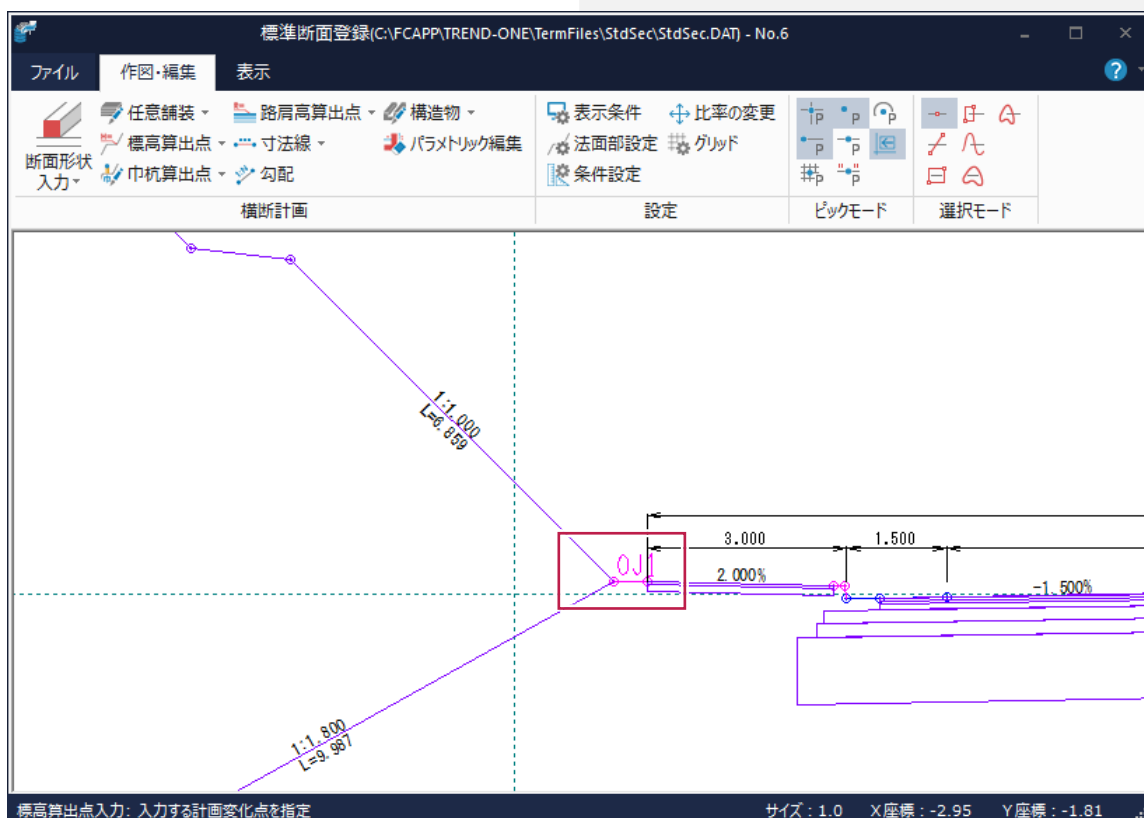 標準断面登録(C:\FCAPP\TREND-ONE\TermFiles\StdSec\StdSec.DAT) - No.6
ファイル 作図・編集 表示
断面形状
入力
任意舗装 路肩高算出点 構造物
標高算出点 寸法線 パラメトリック編集
巾杭算出点 勾配
横断計画
表示条件 比率の変更
法面部設定 グリッド
条件設定
設定
ピックモード
選択モード
1:1.000
L=6.859
OJ1
3.000 1.500
2.000% -1.500%
1:1.800
L=9.987
標高算出点入力: 入力する計画変化点を指定 サイズ : 1.0 X座標 : -2.95 Y座標 : -1.81